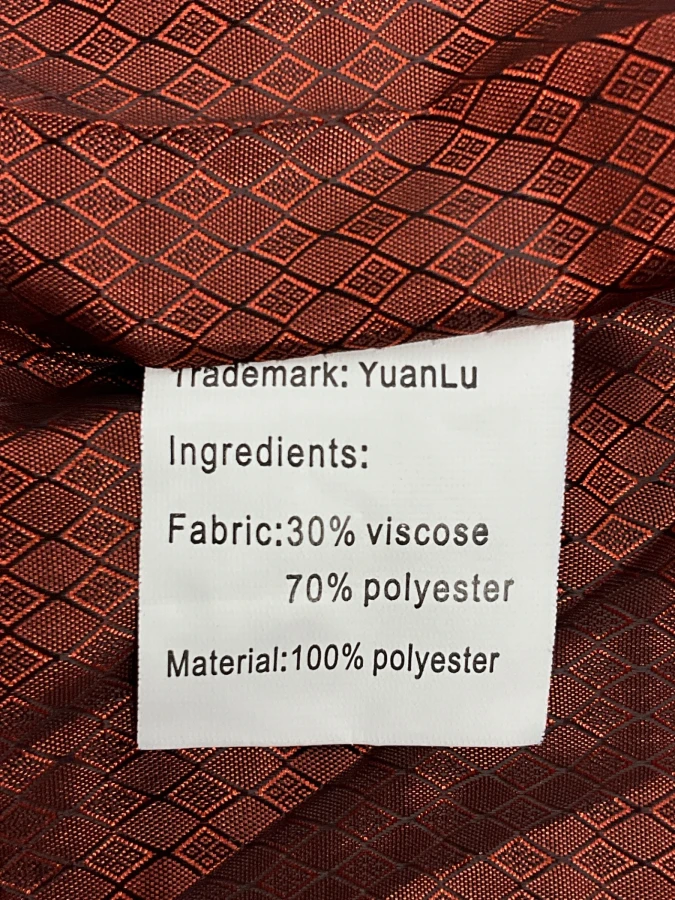 Trademark: YuanLu
Ingredients:
Fabric:30% viscose
70% polyester
Material:100% polyester